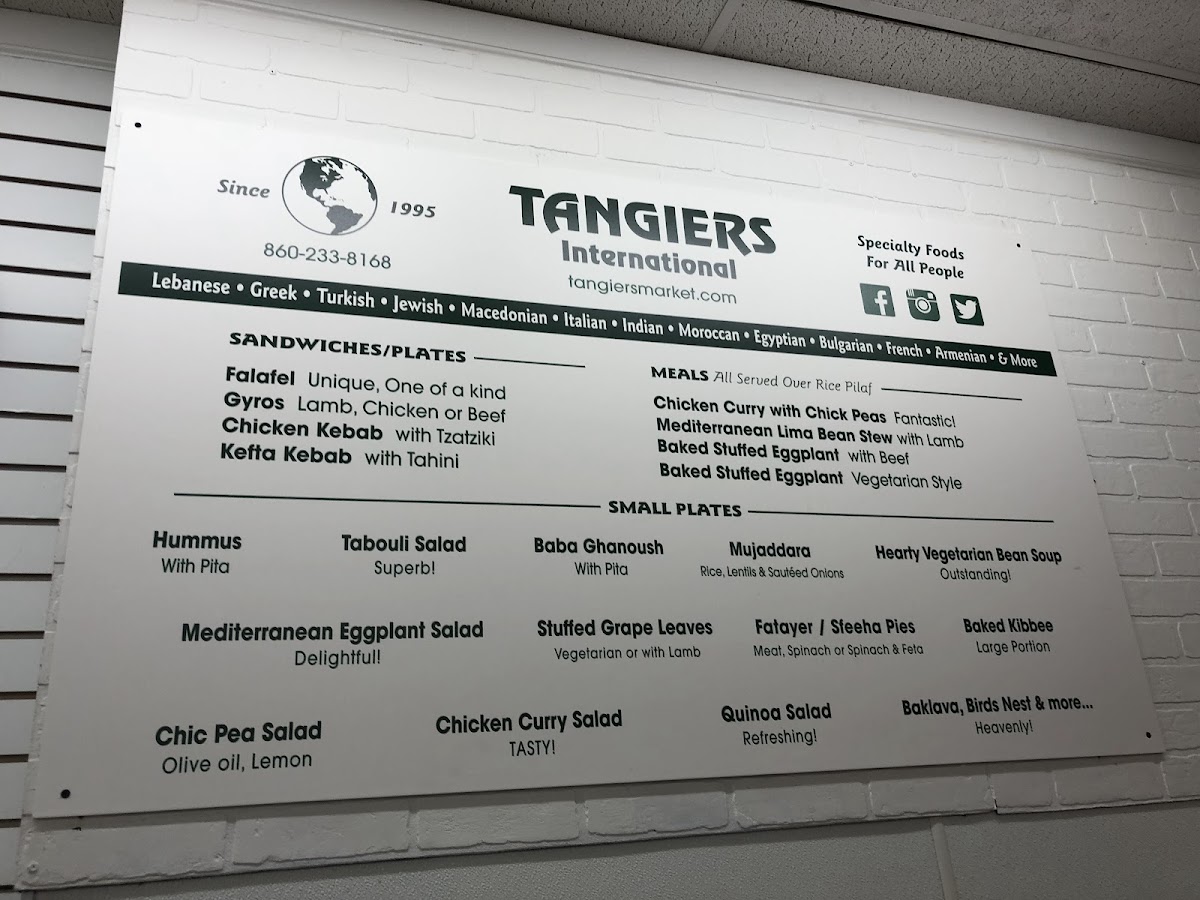 Since 1995
860-233-8168
TANGIERS
International
tangiersmarket.com
Specialty Foods
For All People
Lebanese • Greek • Turkish • Jewish • Macedonian • Italian • Indian • Moroccan • Egyptian • Bulgarian • French • Armenian • & More
SANDWICHES/PLATES
Falafel Unique, One of a kind
Gyros Lamb, Chicken or Beef
Chicken Kebab with Tzatziki
Kefta Kebab with Tahini
MEALS All Served Over Rice Pilaf
Chicken Curry with Chick Peas Fantastic!
Mediterranean Lima Bean Stew with Lamb
Baked Stuffed Eggplant with Beef
Baked Stuffed Eggplant Vegetarian Style
SMALL PLATES
Hummus
With Pita
Tabouli Salad
Superb!
Baba Ghanoush
With Pita
Mujaddara
Rice, Lentils & Sautéed Onions
Hearty Vegetarian Bean Soup
Outstanding!
Mediterranean Eggplant Salad
Delightful!
Stuffed Grape Leaves
Vegetarian or with Lamb
Fatayer / Sfeeha Pies
Meat, Spinach or Spinach & Feta
Baked Kibbee
Large Portion
Chic Pea Salad
Olive oil, Lemon
Chicken Curry Salad
TASTY!
Quinoa Salad
Refreshing!
Baklava, Birds Nest & more...
Heavenly!